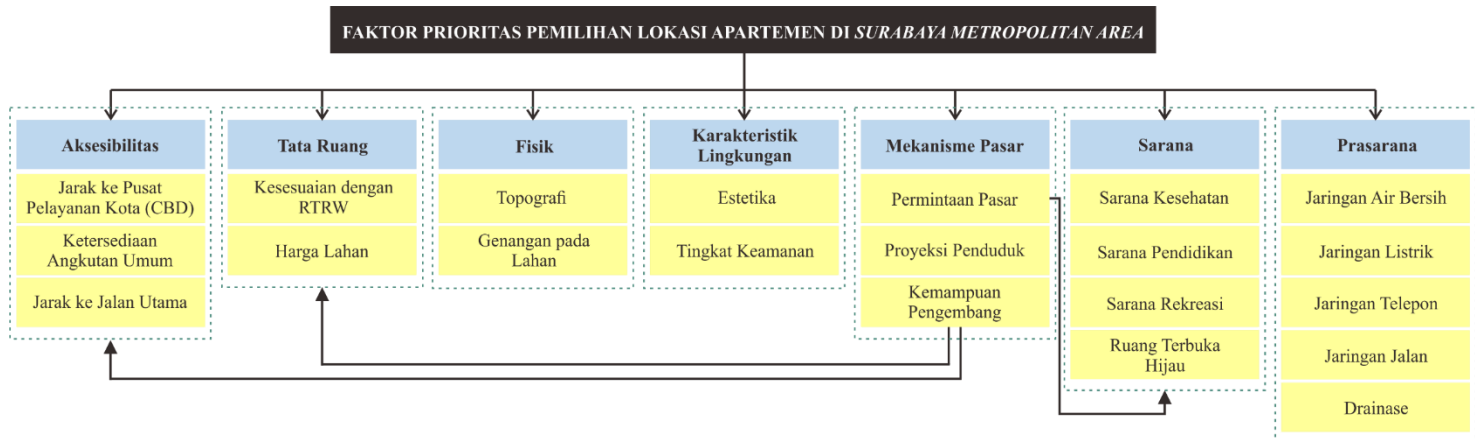 FAKTOR PRIORITAS PEMILIHAN LOKASI APARTEMEN DI SURABAYA METROPOLITAN AREA
Aksesibilitas
Jarak ke Pusat
Pelayanan Kota (CBD)
Ketersediaan
Angkutan Umum
Jarak ke Jalan Utama
Tata Ruang
Kesesuaian dengan
RTRW
Harga Lahan
Fisik
Topografi
Genangan pada
Lahan
Karakteristik
Lingkungan
Estetika
Tingkat Keamanan
Mekanisme Pasar
Permintaan Pasar
Proyeksi Penduduk
Kemampuan
Pengembang
Sarana
Sarana Kesehatan
Sarana Pendidikan
Sarana Rekreasi
Ruang Terbuka
Hijau
Prasarana
Jaringan Air Bersih
Jaringan Listrik
Jaringan Telepon
Jaringan Jalan
Drainase